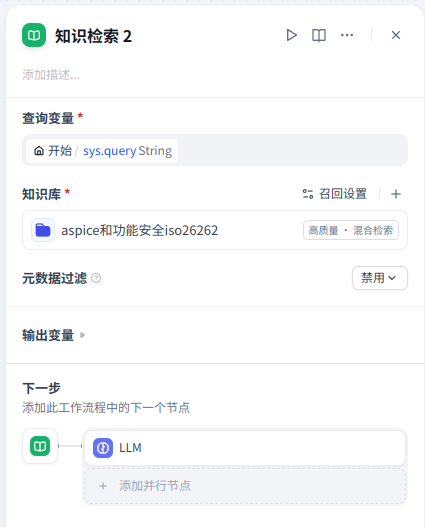 知识检索 2
添加描述...
查询变量 *
开始 / sys.query String
知识库 * 召回设置
aspice和功能安全iso26262 高质量 · 混合检索
元数据过滤 禁用
输出变量
下一步
添加此工作流程中的下一个节点
LLM
+ 添加并行节点